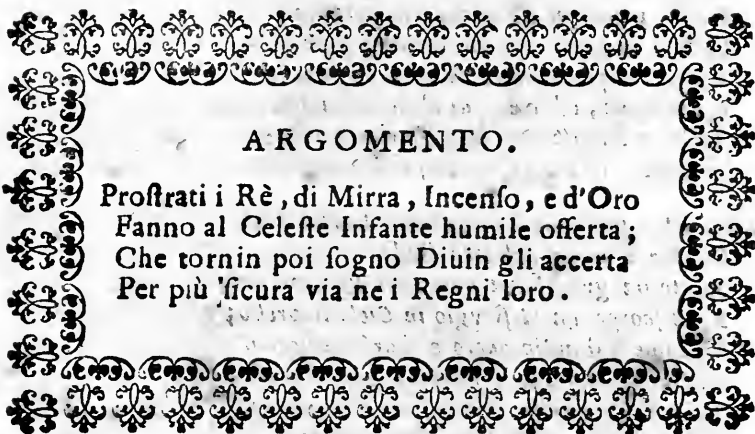 ARGOMENTO.
Proſtrati i Rè, di Mirra, Incenſo, e d'Oro
Fanno al Celeſte Infante humile offerta;
Che tornin poi ſogno Diuin gli accerta
Per più ſicura via ne i Regni loro.